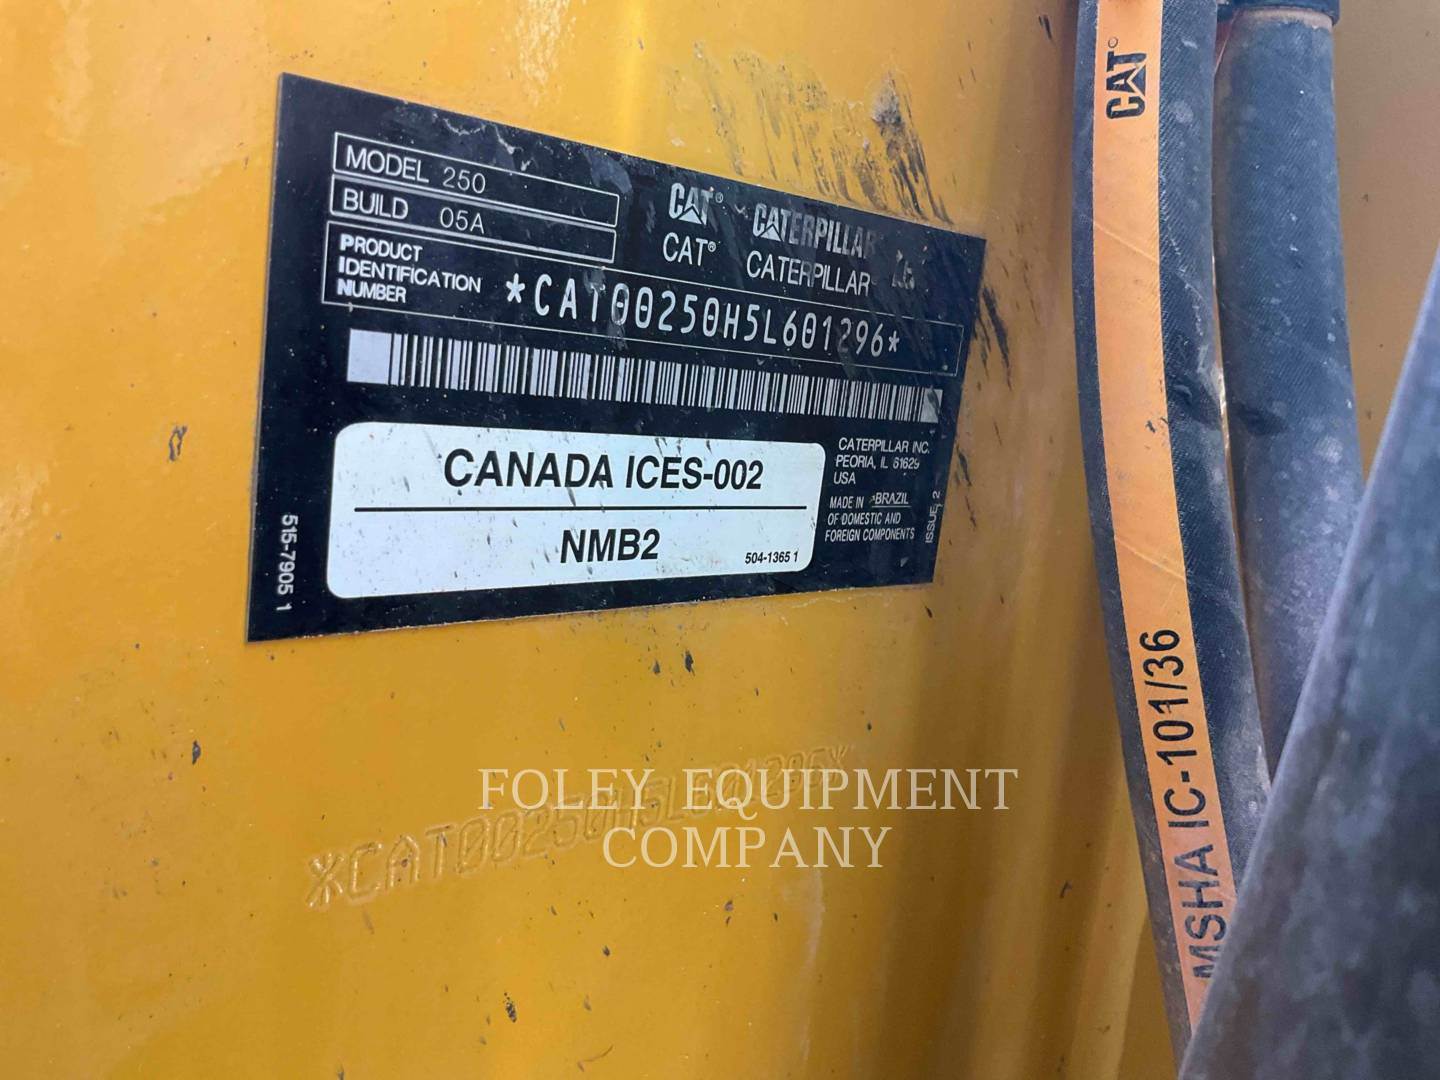 MODEL 250
BUILD 05A
PRODUCT
IDENTIFICATION
NUMBER
*CAT00250H5L601296*
CAT® CATERPILLAR
CAT® CATERPILLAR
CANADA ICES-002
NMB2
504-1365 1
CATERPILLAR INC.
PEORIA, IL 61629
USA
MADE IN BRAZIL
OF DOMESTIC AND
FOREIGN COMPONENTS
ISSUE 2
515-7905 1
*CAT00250H5L601296*
FOLEY EQUIPMENT
COMPANY
CAT®
MSHA IC-101/36